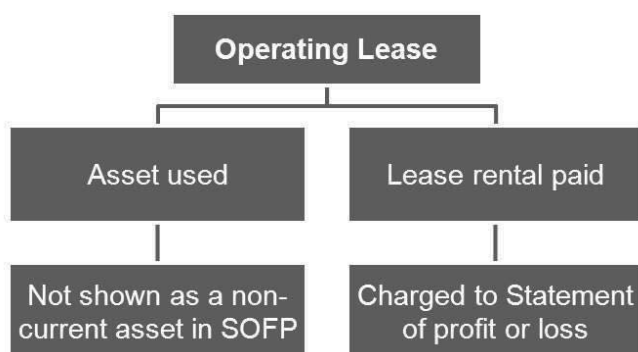 Operating Lease
Asset used
Lease rental paid
Not shown as a non-
current asset in SOFP
Charged to Statement
of profit or loss